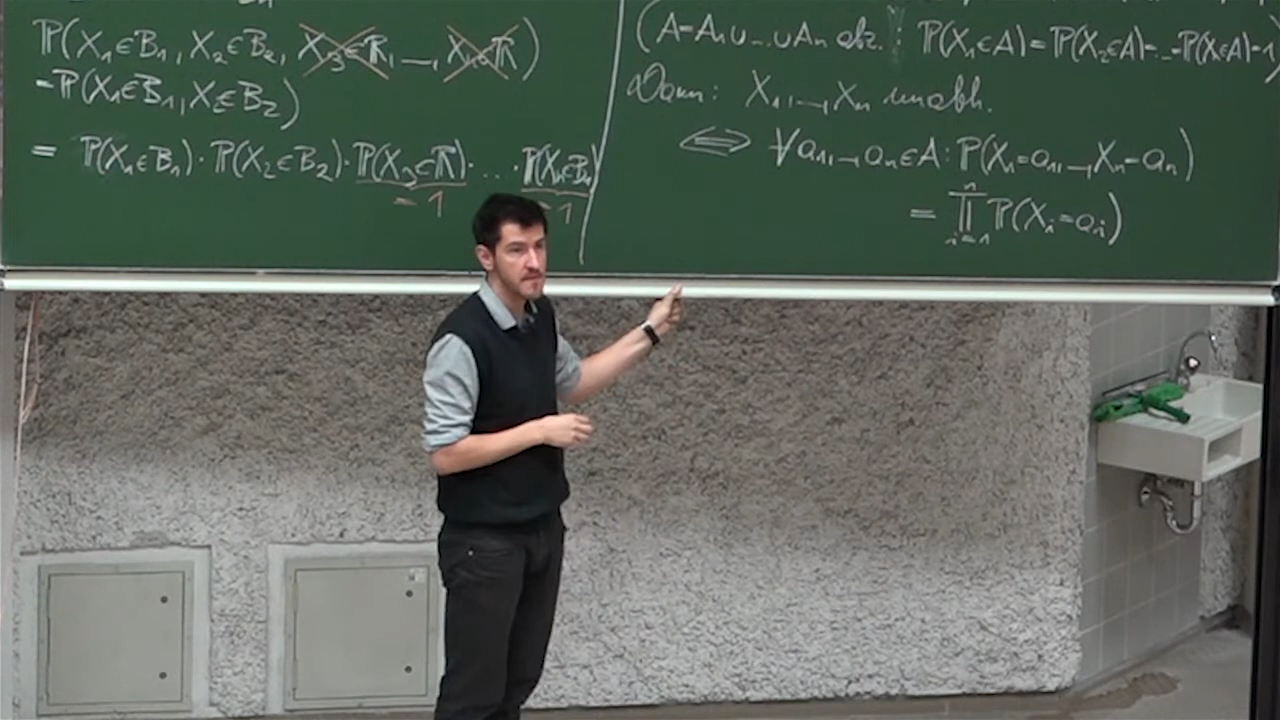 P(X₁∈B₁, X₂∈B₂, X₃∈ℝ, ..., Xₙ∈ℝ)
=P(X₁∈B₁, X₂∈B₂)
= P(X₁∈B₁)·P(X₂∈B₂)·P(X₃∈ℝ)· ... ·P(Xₙ∈Bₙ)
=1 =1
(A=A₁∪...∪Aₙ abz.: P(X₁∈A)=P(X₂∈A)=...=P(Xₙ∈A)=1)
Dann: X₁, ..., Xₙ unabh.
⟺ ∀a₁, ..., aₙ∈A: P(X₁=a₁, ..., Xₙ=aₙ)
= ∏ⁿᵢ₌₁ P(Xᵢ=aᵢ)